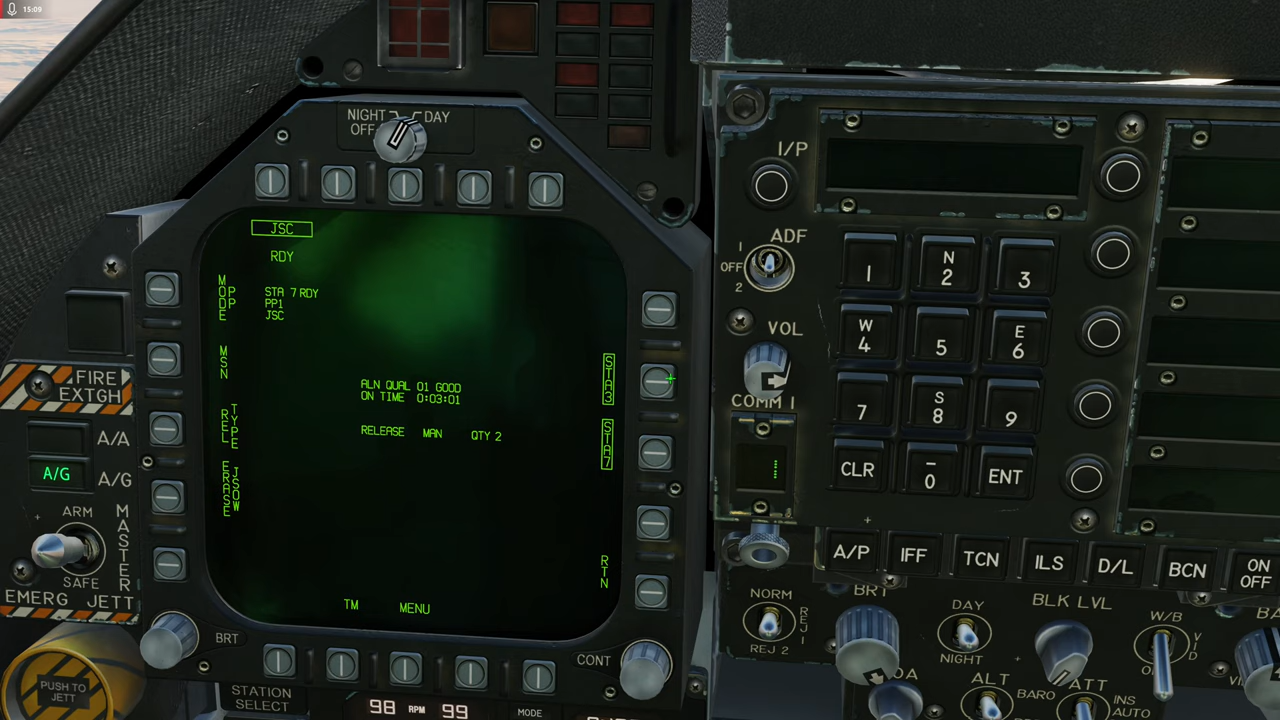 15:09
NIGHT DAY
OFF
JSC
RDY
MODE PP
STA 7 RDY
PP1
JSC
MSN
ALN QUAL 01 GOOD
ON TIME 0:03:01
REL TYPE
RELEASE MAN QTY 2
ERASE JSOW
STA3
STA7
RTN
TM MENU
BRT
CONT
FIRE
EXTGH
A/A
A/G A/G
ARM
MASTER
SAFE
EMERG JETT
PUSH TO
JETT
STATION
SELECT
98 RPM 99
MODE
I/P
ADF
1
OFF
2
VOL
COMM 1
1
N
2
3
W
4
5
E
6
7
S
8
9
CLR
–
0
ENT
A/P IFF TCN ILS D/L BCN ON
OFF
NORM
REJ 1
REJ 2
BRT
DAY
NIGHT
BLK LVL
W/B
VID
ALT
BARO
ATT
INS
AUTO